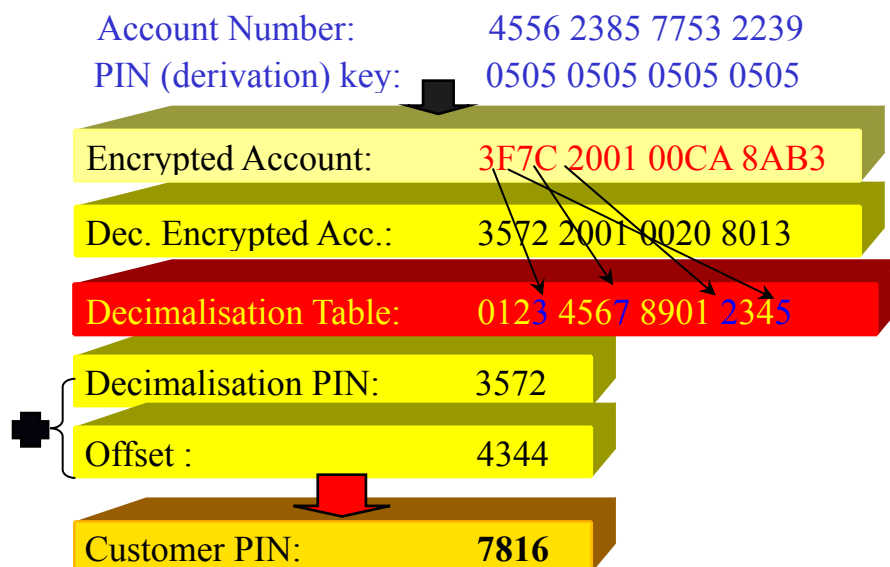 Account Number: 4556 2385 7753 2239
PIN (derivation) key: 0505 0505 0505 0505
Encrypted Account: 3F7C 2001 00CA 8AB3
Dec. Encrypted Acc.: 3572 2001 0020 8013
Decimalisation Table: 0123 4567 8901 2345
Decimalisation PIN: 3572
Offset : 4344
Customer PIN: 7816